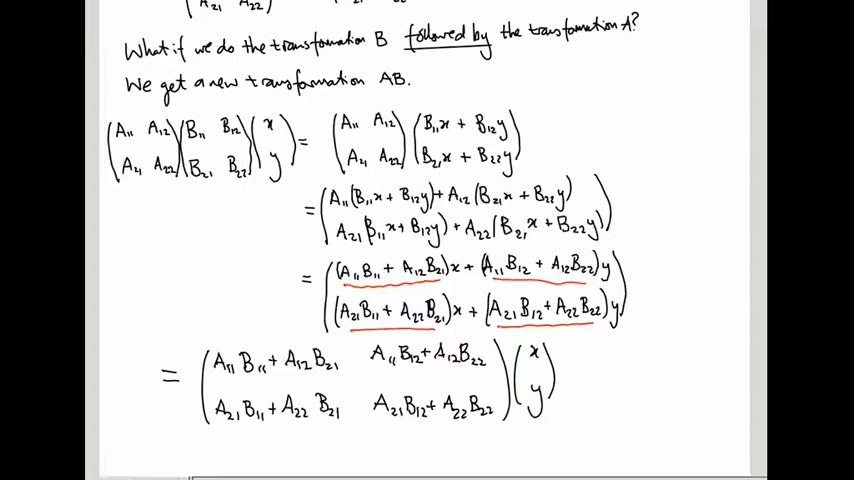 A₂₁ A₂₂
What if we do the transformation B followed by the transformation A?
We get a new transformation AB.
(A₁₁ A₁₂ A₂₁ A₂₂)(B₁₁ B₁₂ B₂₁ B₂₂)(x y) = (A₁₁ A₁₂ A₂₁ A₂₂)(B₁₁x + B₁₂y B₂₁x + B₂₂y)
= (A₁₁(B₁₁x + B₁₂y) + A₁₂(B₂₁x + B₂₂y)
A₂₁(B₁₁x + B₁₂y) + A₂₂(B₂₁x + B₂₂y))
= ((A₁₁B₁₁ + A₁₂B₂₁)x + (A₁₁B₁₂ + A₁₂B₂₂)y
(A₂₁B₁₁ + A₂₂B₂₁)x + (A₂₁B₁₂ + A₂₂B₂₂)y)
= (A₁₁B₁₁ + A₁₂B₂₁ A₁₁B₁₂ + A₁₂B₂₂
A₂₁B₁₁ + A₂₂B₂₁ A₂₁B₁₂ + A₂₂B₂₂)(x y)